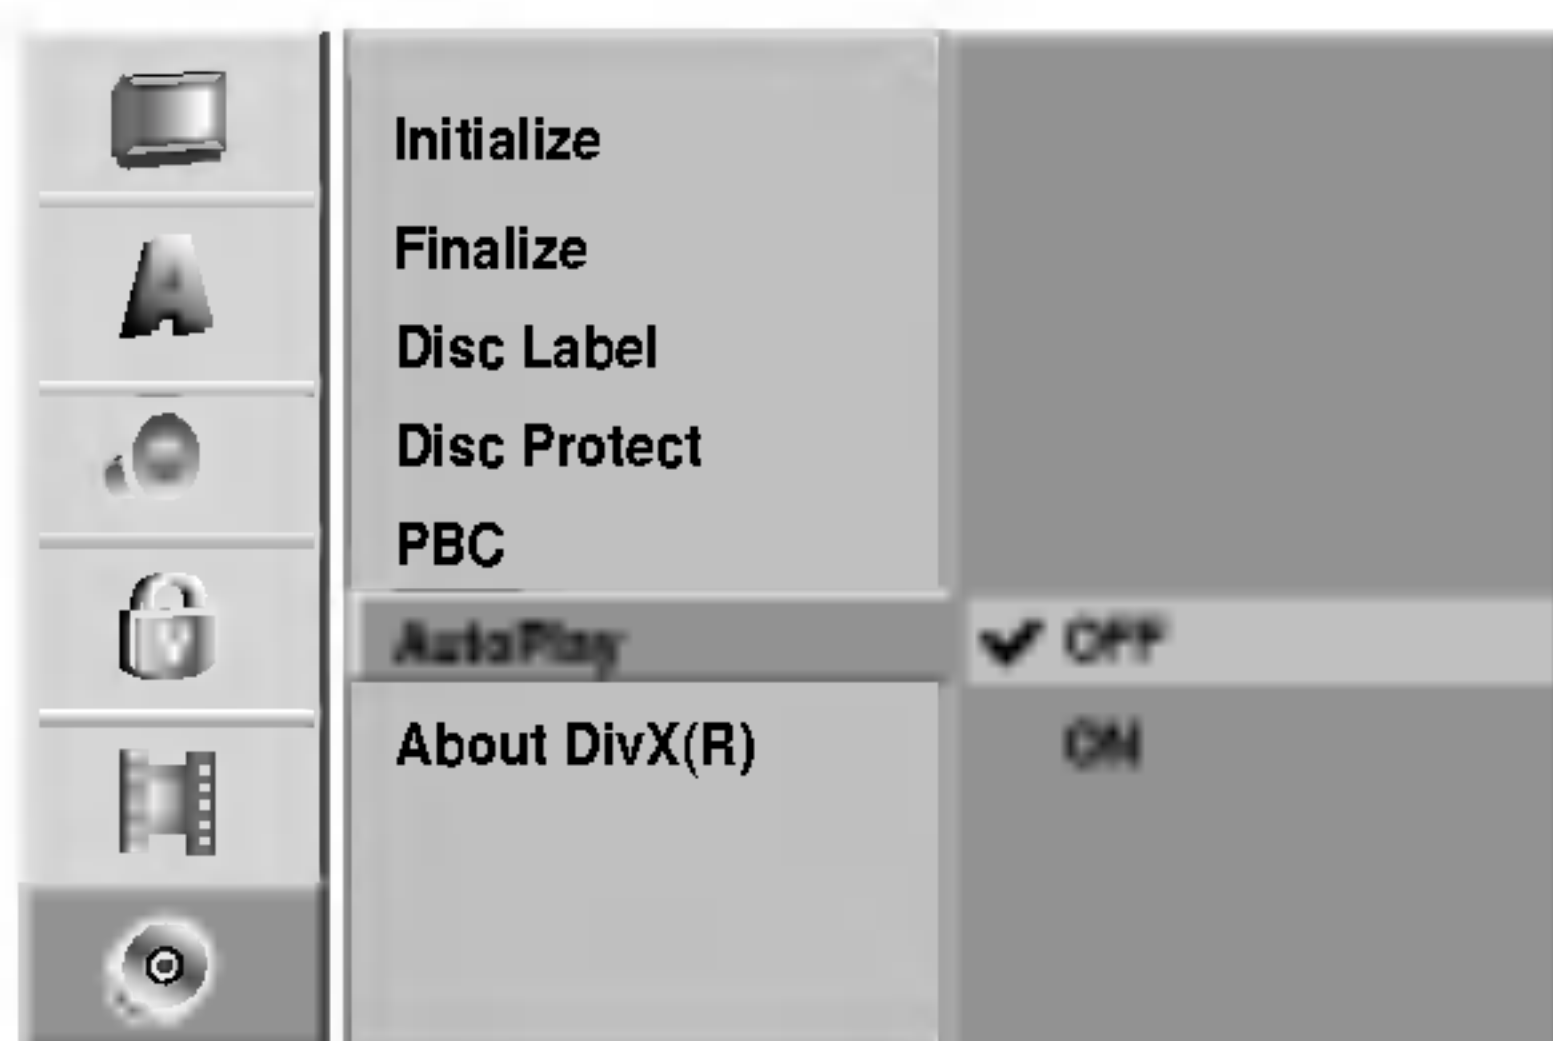 Initialize
Finalize
Disc Label
Disc Protect
PBC
AutoPlay
OFF
About DivX(R)
ON